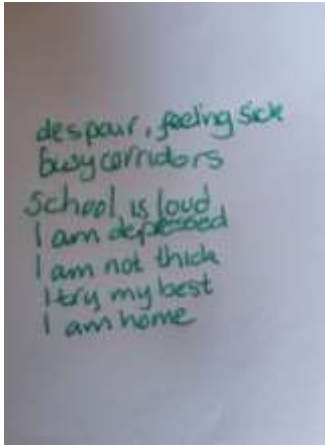 despair, feeling sick
busy corridors
School is loud
I am depressed
I am not thick
I try my best
I am home